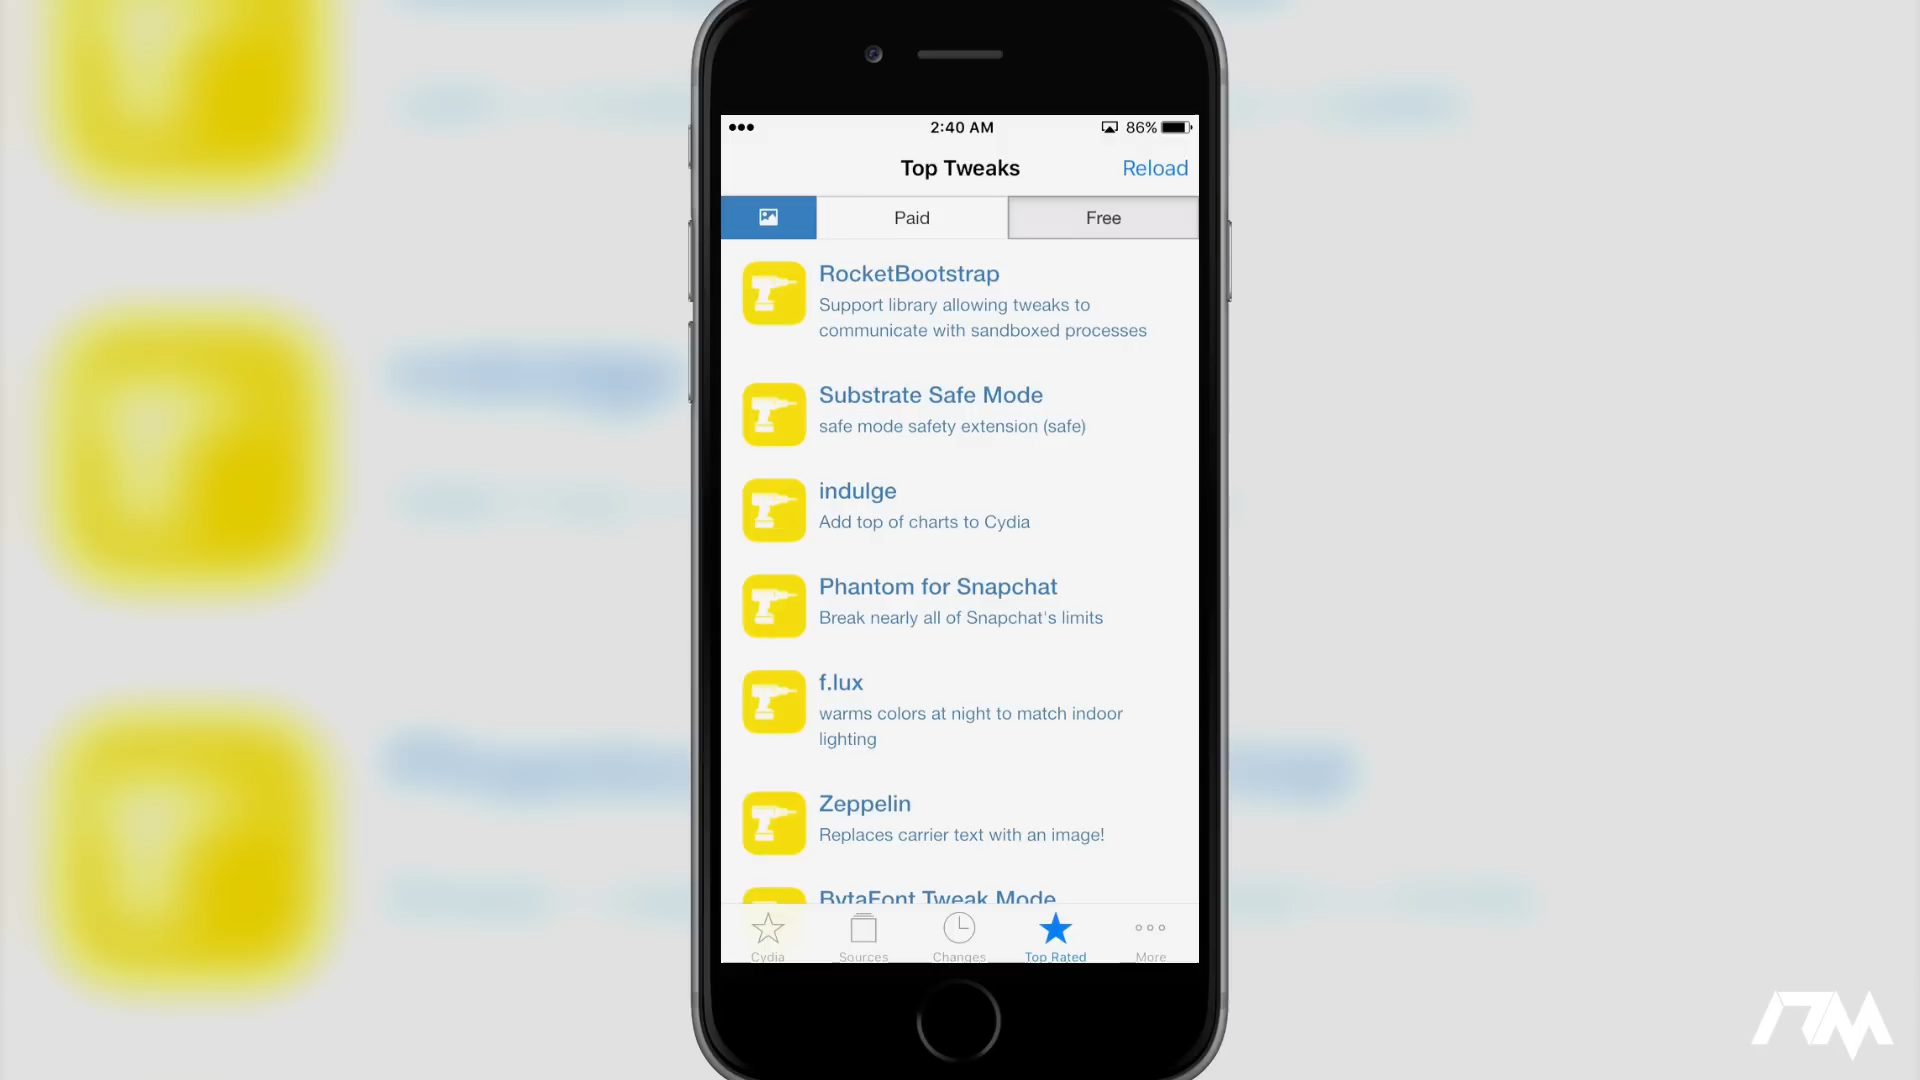 2:40 AM
86%
Top Tweaks
Reload
Paid
Free
RocketBootstrap
Support library allowing tweaks to
communicate with sandboxed processes
Substrate Safe Mode
safe mode safety extension (safe)
indulge
Add top of charts to Cydia
Phantom for Snapchat
Break nearly all of Snapchat's limits
f.lux
warms colors at night to match indoor
lighting
Zeppelin
Replaces carrier text with an image!
BytaFont Tweak Mode
Cydia
Sources
Changes
Top Rated
More